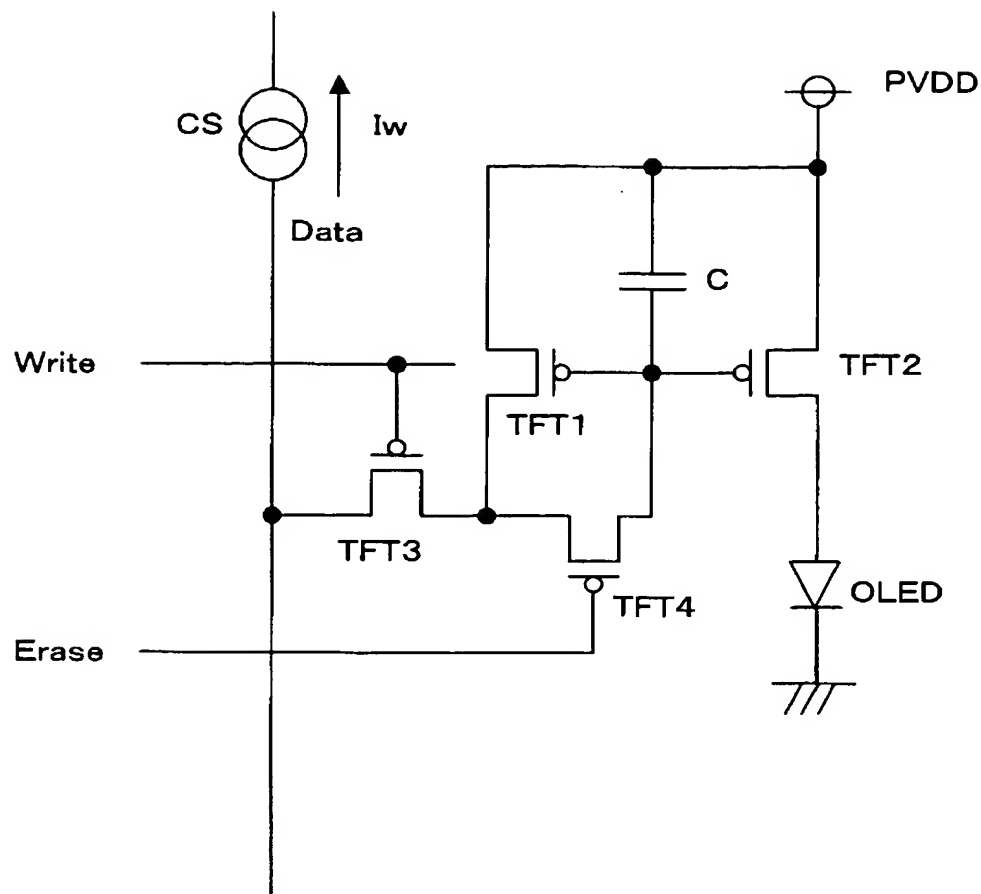 PVDD
CS
Iw
Data
C
Write
TFT2
TFT1
TFT3
OLED
TFT4
Erase